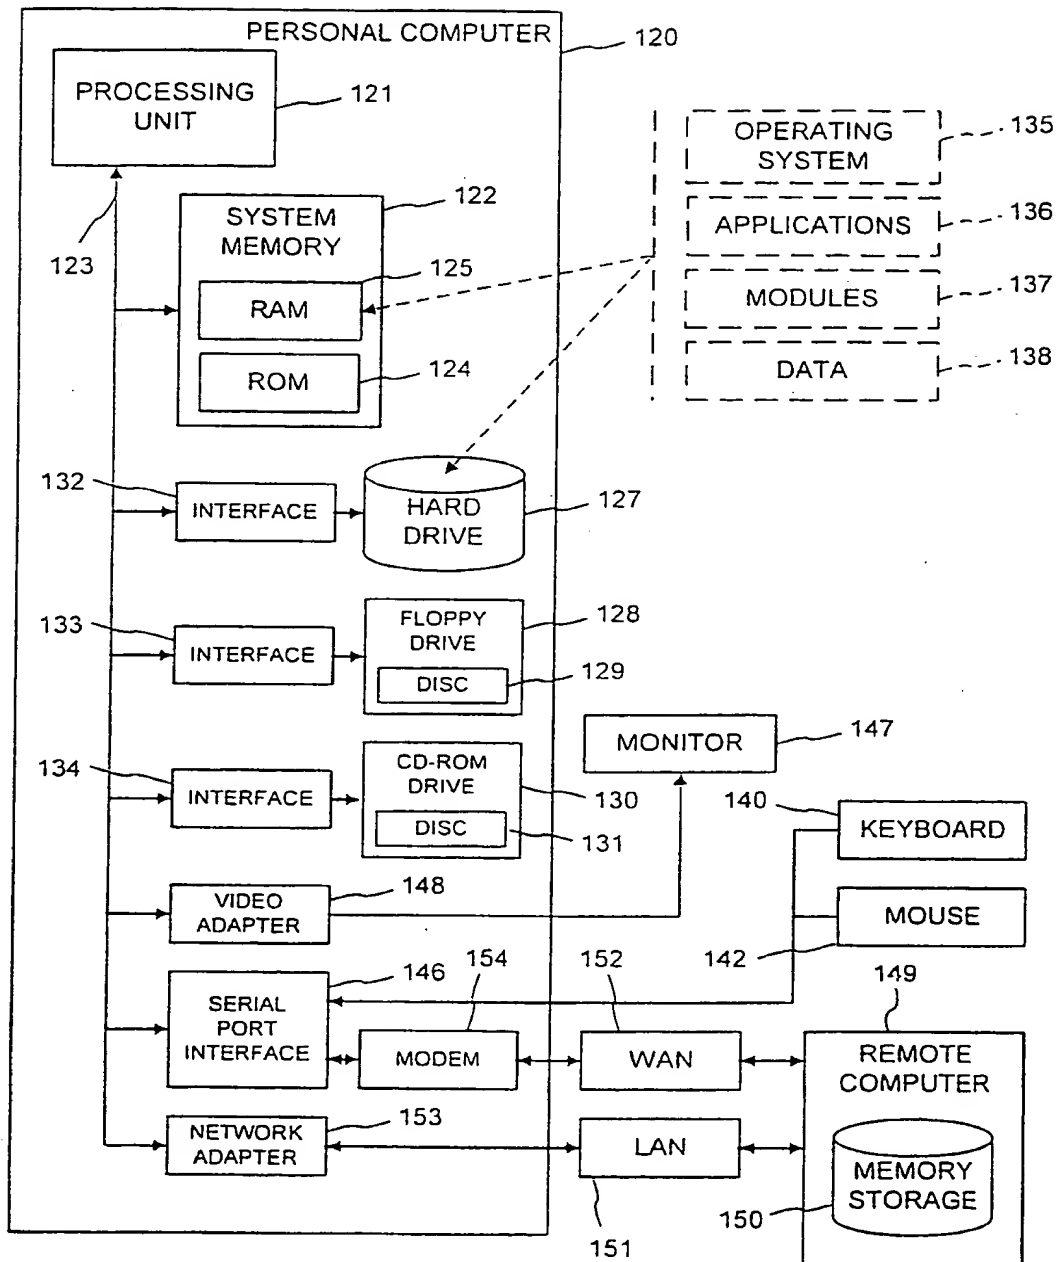 PERSONAL COMPUTER
120
PROCESSING
UNIT
121
135
OPERATING
SYSTEM
122
SYSTEM
MEMORY
136
APPLICATIONS
123
125
RAM
137
MODULES
124
ROM
138
DATA
132
INTERFACE
HARD
DRIVE
127
133
INTERFACE
FLOPPY
DRIVE
128
DISC
129
MONITOR
147
134
INTERFACE
CD-ROM
DRIVE
130
DISC
131
140
KEYBOARD
148
VIDEO
ADAPTER
MOUSE
142
146
154
152
149
SERIAL
PORT
INTERFACE
MODEM
WAN
REMOTE
COMPUTER
153
NETWORK
ADAPTER
LAN
151
MEMORY
STORAGE
150